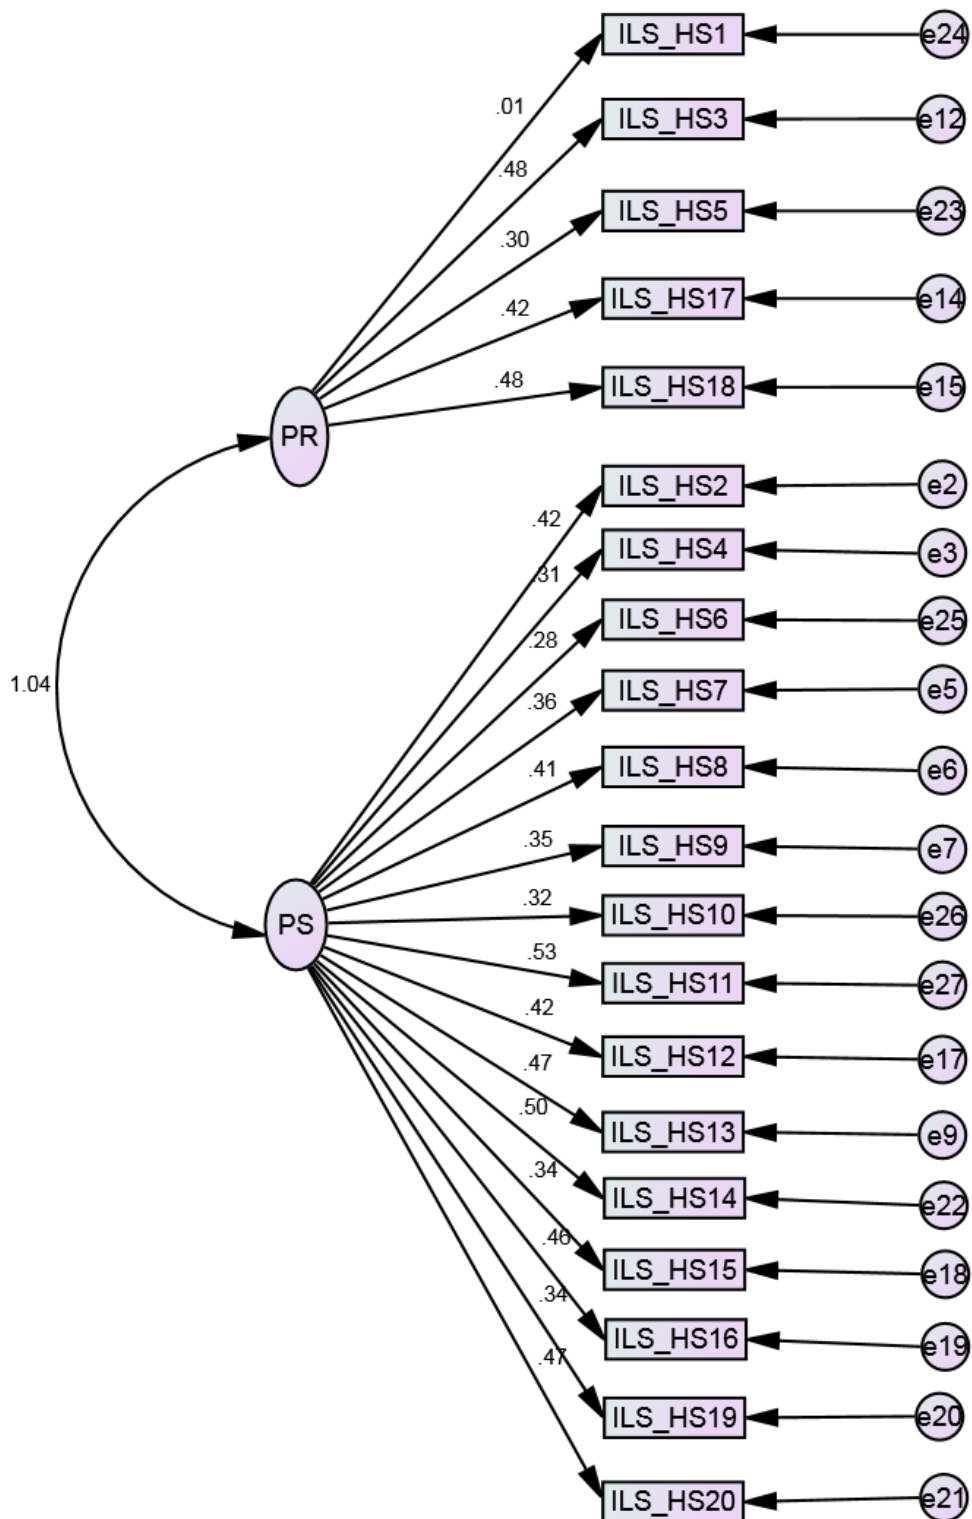 ILS_HS1 e24
.01
ILS_HS3 e12
.48
ILS_HS5 e23
.30
ILS_HS17 e14
.42
ILS_HS18 e15
.48
PR
ILS_HS2 e2
.42
ILS_HS4 e3
.31
ILS_HS6 e25
.28
ILS_HS7 e5
.36
1.04
ILS_HS8 e6
.41
ILS_HS9 e7
.35
ILS_HS10 e26
.32
PS
ILS_HS11 e27
.53
ILS_HS12 e17
.42
ILS_HS13 e9
.47
.50
ILS_HS14 e22
.34
ILS_HS15 e18
.46
ILS_HS16 e19
.34
ILS_HS19 e20
.47
ILS_HS20 e21